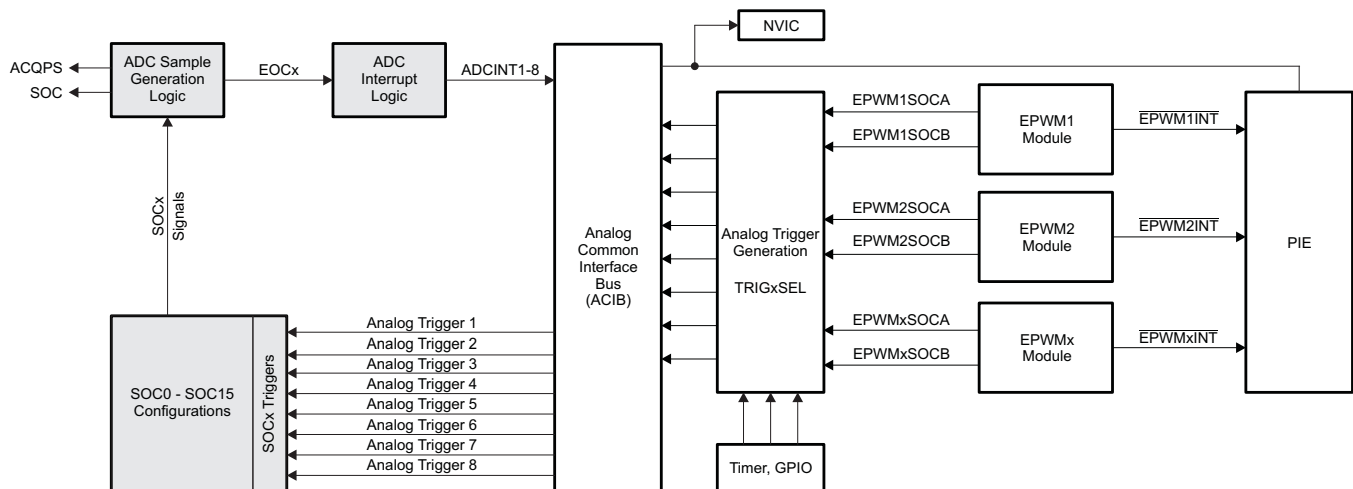 NVIC
ACQPS
SOC
ADC Sample
Generation
Logic
EOCx
ADC
Interrupt
Logic
ADCINT1-8
SOCx
Signals
SOC0 - SOC15
Configurations
SOCx Triggers
Analog Trigger 1
Analog Trigger 2
Analog Trigger 3
Analog Trigger 4
Analog Trigger 5
Analog Trigger 6
Analog Trigger 7
Analog Trigger 8
Analog
Common
Interface
Bus
(ACIB)
Analog Trigger
Generation
TRIGxSEL
Timer, GPIO
EPWM1SOCA
EPWM1SOCB
EPWM2SOCA
EPWM2SOCB
EPWMxSOCA
EPWMxSOCB
EPWM1
Module
EPWM2
Module
EPWMx
Module
EPWM1INT
EPWM2INT
EPWMxINT
PIE